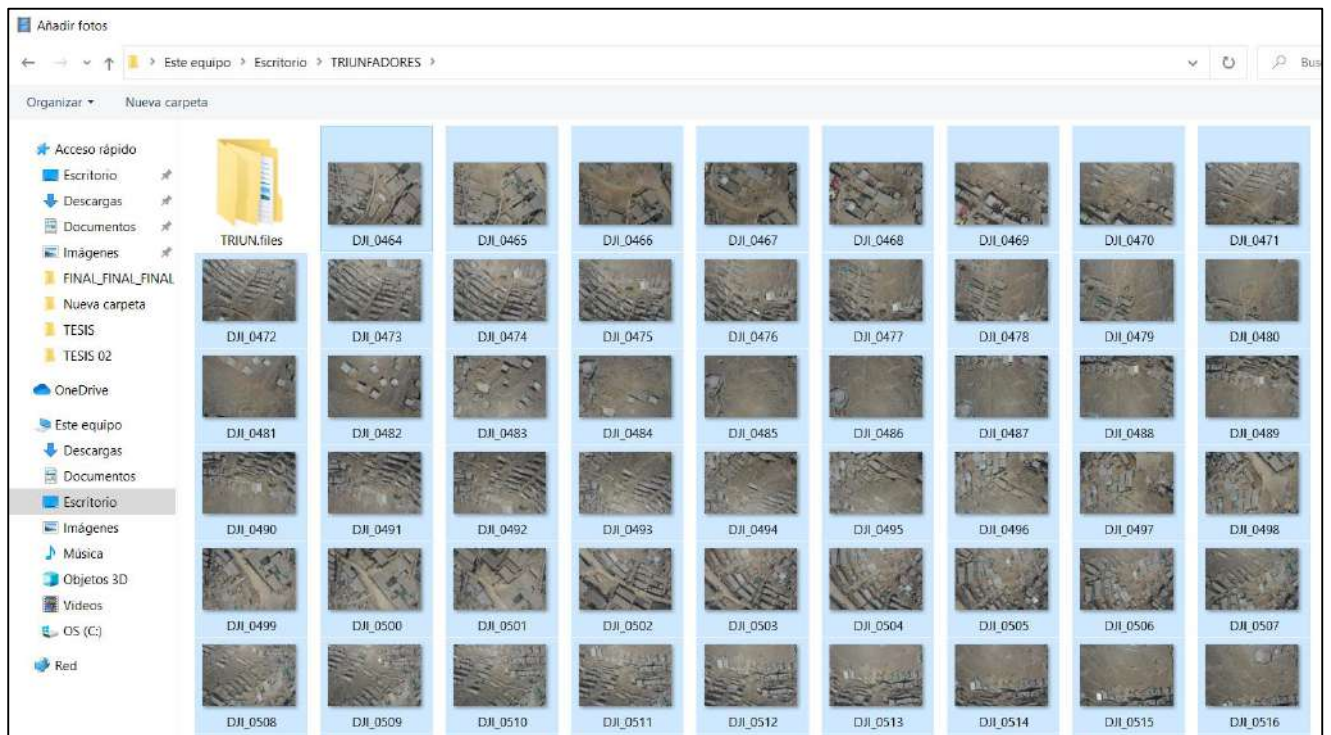 Añadir fotos
Este equipo > Escritorio > TRIUNFADORES >
Bus
Organizar
Nueva carpeta
Acceso rápido
Escritorio
Descargas
Documentos
Imágenes
FINAL_FINAL_FINAL
Nueva carpeta
TESIS
TESIS 02
OneDrive
Este equipo
Descargas
Documentos
Escritorio
Imágenes
Música
Objetos 3D
Videos
OS (C:)
Red
TRIUN.files DJI_0464 DJI_0465 DJI_0466 DJI_0467 DJI_0468 DJI_0469 DJI_0470 DJI_0471
DJI_0472 DJI_0473 DJI_0474 DJI_0475 DJI_0476 DJI_0477 DJI_0478 DJI_0479 DJI_0480
DJI_0481 DJI_0482 DJI_0483 DJI_0484 DJI_0485 DJI_0486 DJI_0487 DJI_0488 DJI_0489
DJI_0490 DJI_0491 DJI_0492 DJI_0493 DJI_0494 DJI_0495 DJI_0496 DJI_0497 DJI_0498
DJI_0499 DJI_0500 DJI_0501 DJI_0502 DJI_0503 DJI_0504 DJI_0505 DJI_0506 DJI_0507
DJI_0508 DJI_0509 DJI_0510 DJI_0511 DJI_0512 DJI_0513 DJI_0514 DJI_0515 DJI_0516